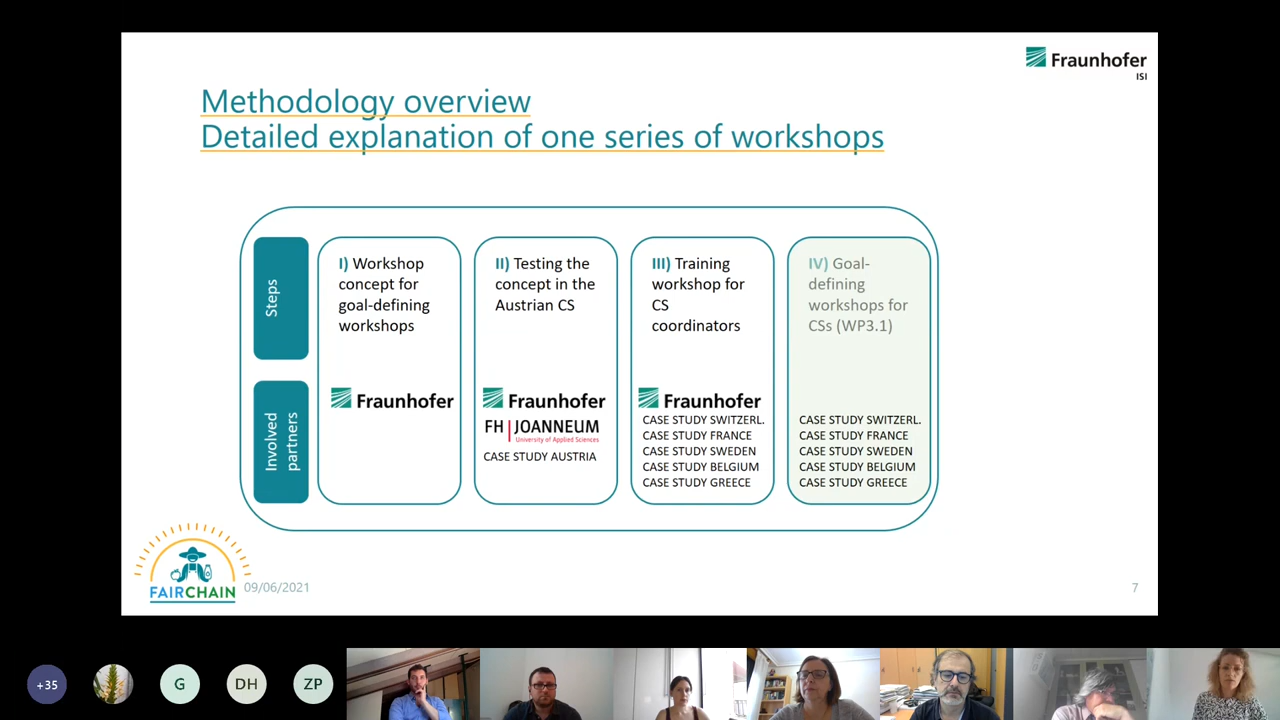 Fraunhofer
ISI
Methodology overview
Detailed explanation of one series of workshops
Steps
I) Workshop
concept for
goal-defining
workshops
II) Testing the
concept in the
Austrian CS
III) Training
workshop for
CS
coordinators
IV) Goal-
defining
workshops for
CSs (WP3.1)
Involved
partners
Fraunhofer
Fraunhofer
FH JOANNEUM
University of Applied Sciences
CASE STUDY AUSTRIA
Fraunhofer
CASE STUDY SWITZERL.
CASE STUDY FRANCE
CASE STUDY SWEDEN
CASE STUDY BELGIUM
CASE STUDY GREECE
CASE STUDY SWITZERL.
CASE STUDY FRANCE
CASE STUDY SWEDEN
CASE STUDY BELGIUM
CASE STUDY GREECE
FAIRCHAIN
09/06/2021
7
+35
G
DH
ZP